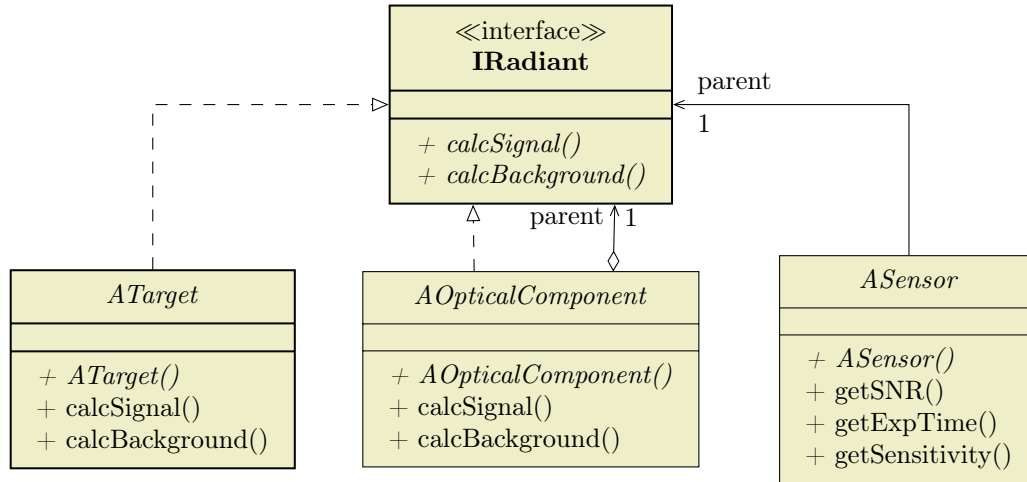 ≪interface≫
IRadiant
+ calcSignal()
+ calcBackground()
parent
1
parent
1
ATarget
+ ATarget()
+ calcSignal()
+ calcBackground()
AOpticalComponent
+ AOpticalComponent()
+ calcSignal()
+ calcBackground()
ASensor
+ ASensor()
+ getSNR()
+ getExpTime()
+ getSensitivity()